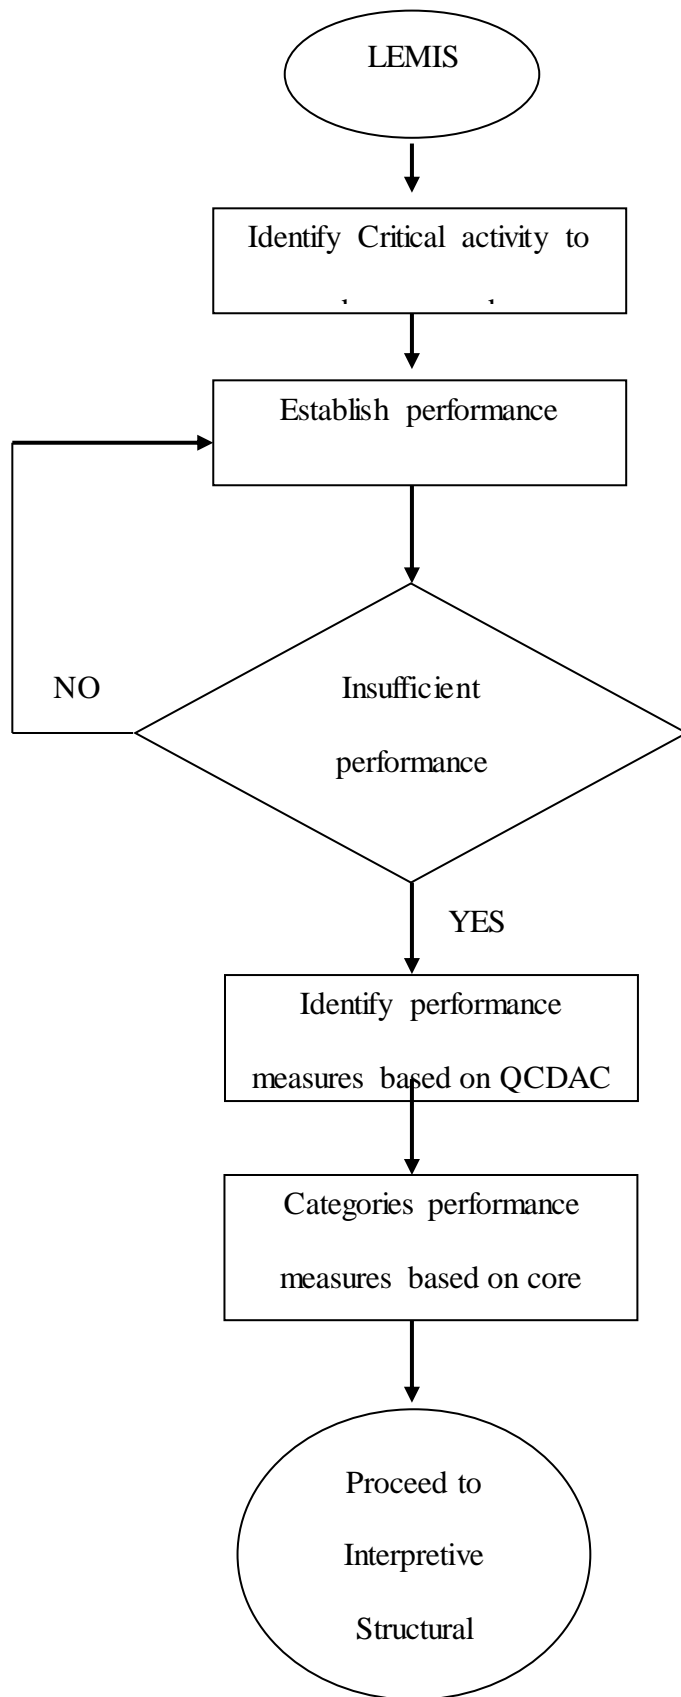 LEMIS
Identify Critical activity to
Establish performance
NO
Insufficient
performance
YES
Identify performance
measures based on QCDAC
Categories performance
measures based on core
Proceed to
Interpretive
Structural